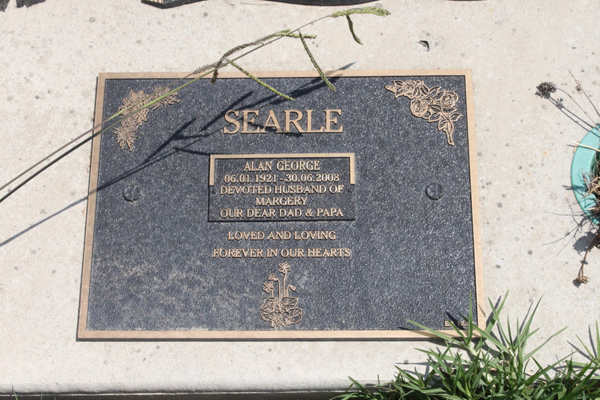 SEARLE
ALAN GEORGE
06.01.1921 - 30.06.2008
DEVOTED HUSBAND OF
MARGERY
OUR DEAR DAD & PAPA
LOVED AND LOVING
FOREVER IN OUR HEARTS